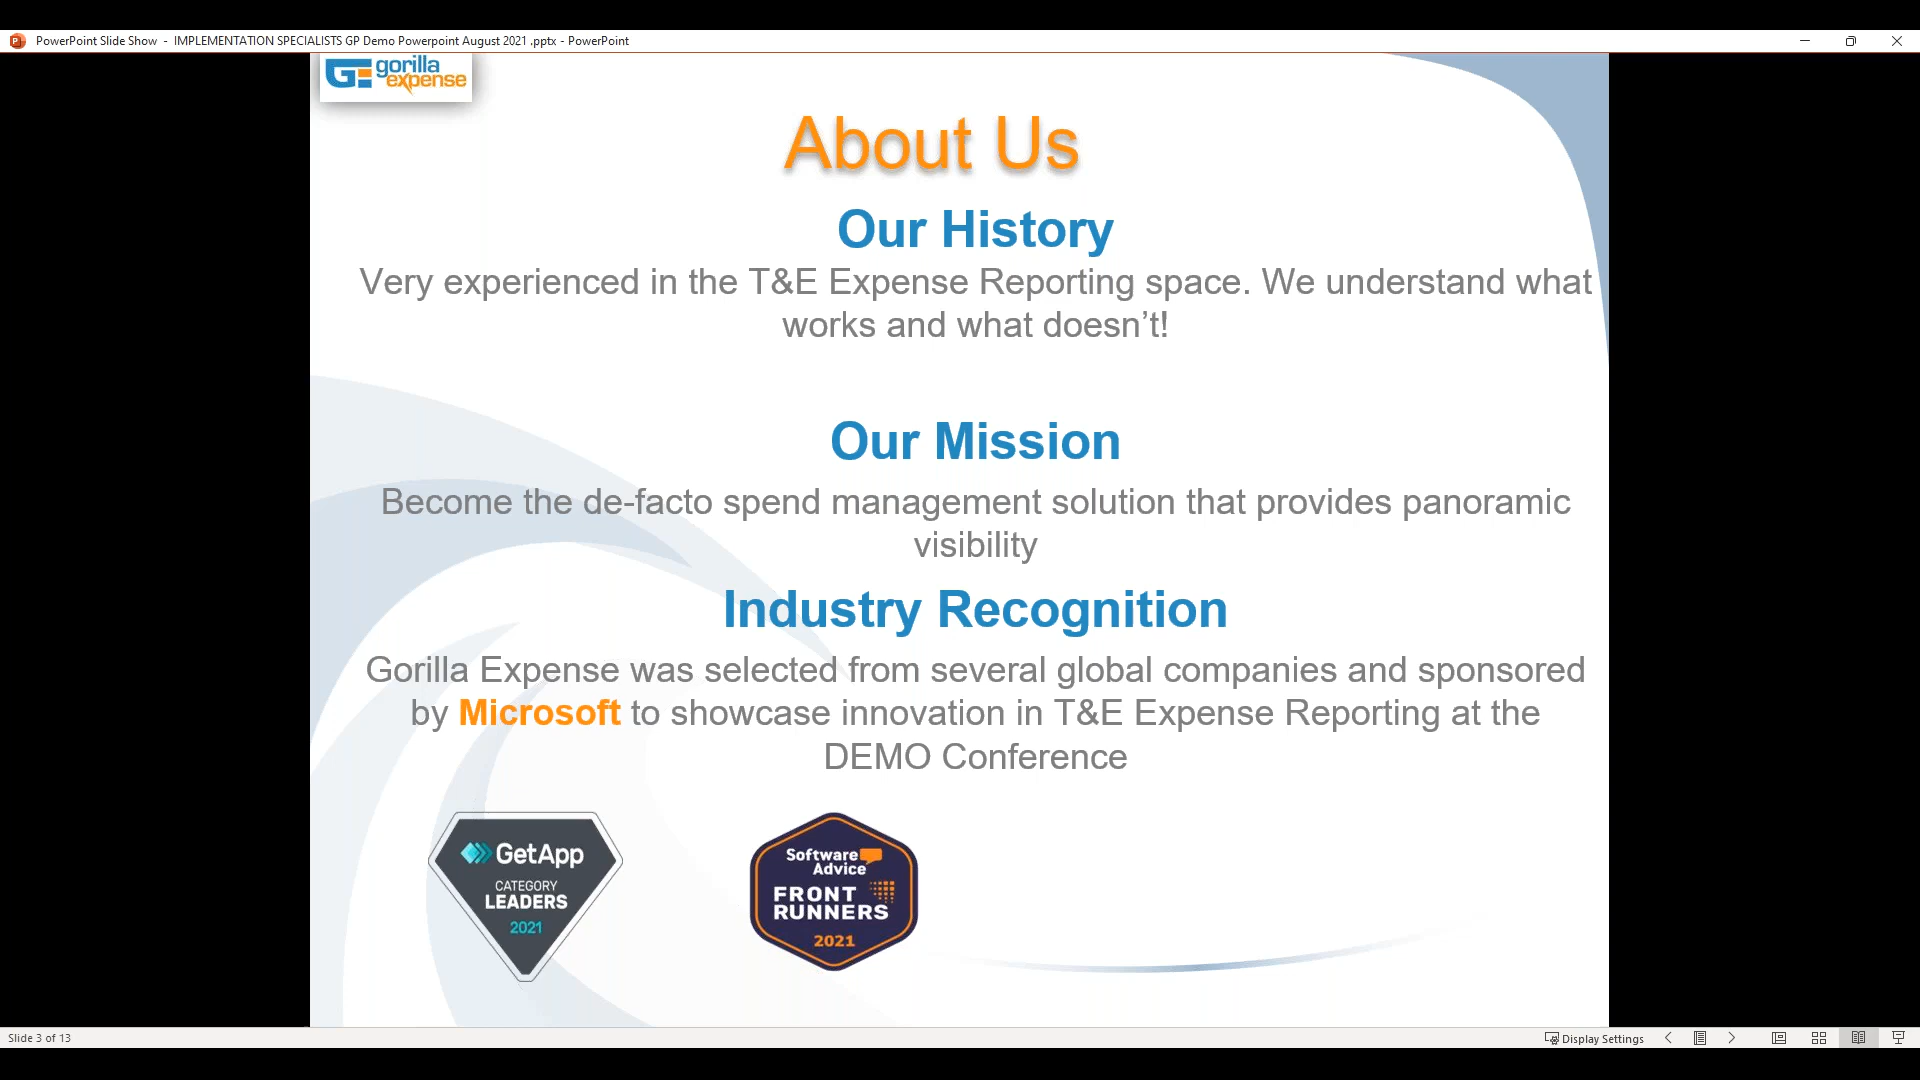 PowerPoint Slide Show - IMPLEMENTATION SPECIALISTS GP Demo Powerpoint August 2021 .pptx - PowerPoint
gorilla
expense
About Us
Our History
Very experienced in the T&E Expense Reporting space. We understand what
works and what doesn’t!
Our Mission
Become the de-facto spend management solution that provides panoramic
visibility
Industry Recognition
Gorilla Expense was selected from several global companies and sponsored
by Microsoft to showcase innovation in T&E Expense Reporting at the
DEMO Conference
GetApp
CATEGORY
LEADERS
2021
Software
Advice
FRONT
RUNNERS
2021
Slide 3 of 13
Display Settings